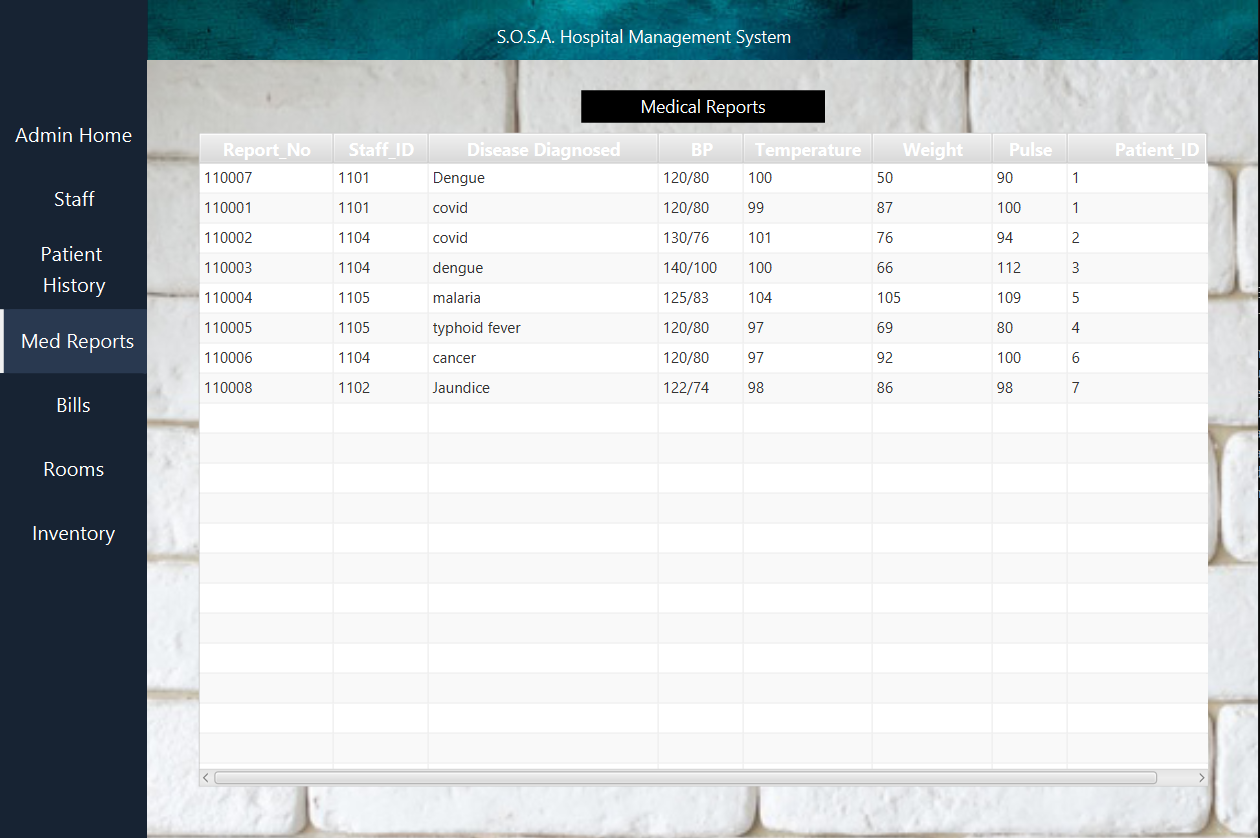 S.O.S.A. Hospital Management System
Admin Home
Staff
Patient
History
Med Reports
Bills
Rooms
Inventory
Medical Reports
Report_No Staff_ID Disease Diagnosed BP Temperature Weight Pulse Patient_ID
110007 1101 Dengue 120/80 100 50 90 1
110001 1101 covid 120/80 99 87 100 1
110002 1104 covid 130/76 101 76 94 2
110003 1104 dengue 140/100 100 66 112 3
110004 1105 malaria 125/83 104 105 109 5
110005 1105 typhoid fever 120/80 97 69 80 4
110006 1104 cancer 120/80 97 92 100 6
110008 1102 Jaundice 122/74 98 86 98 7